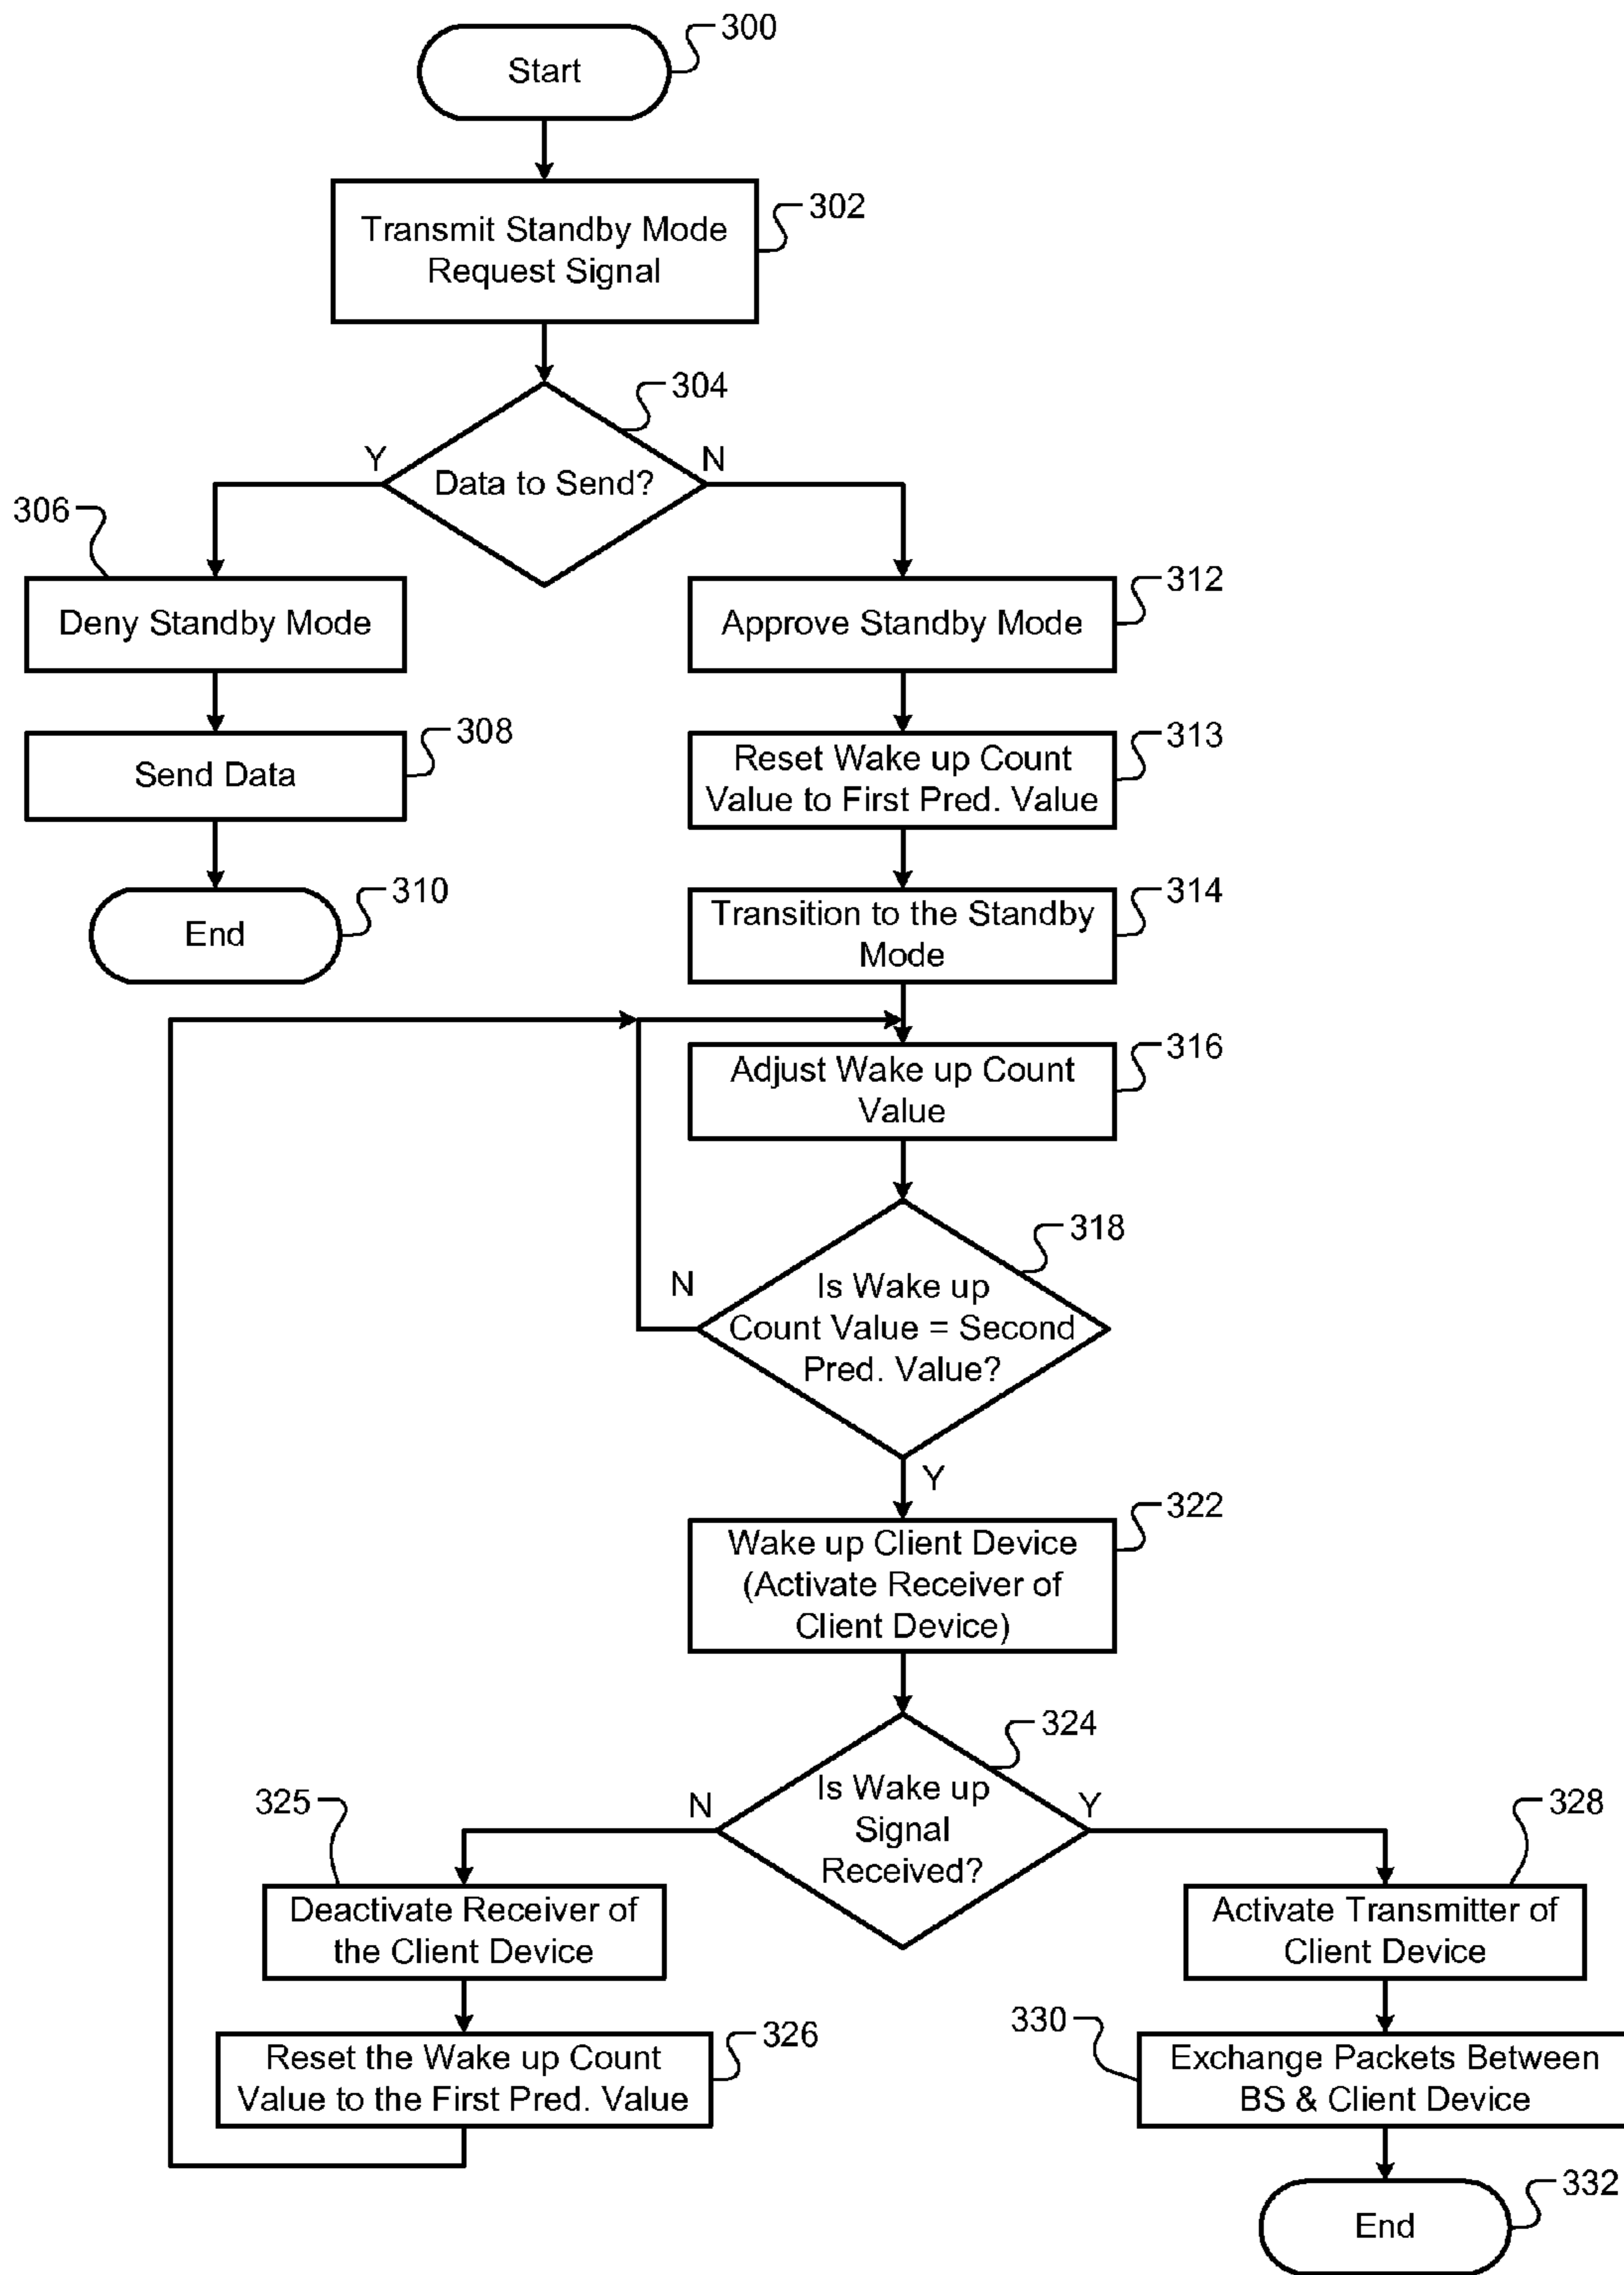 300
Start
302
Transmit Standby Mode
Request Signal
304
Y
N
Data to Send?
306
Deny Standby Mode
312
Approve Standby Mode
308
Send Data
313
Reset Wake up Count
Value to First Pred. Value
310
End
314
Transition to the Standby
Mode
316
Adjust Wake up Count
Value
318
N
Is Wake up
Count Value = Second
Pred. Value?
Y
322
Wake up Client Device
(Activate Receiver of
Client Device)
324
N
Is Wake up
Signal
Received?
Y
325
Deactivate Receiver of
the Client Device
328
Activate Transmitter of
Client Device
326
Reset the Wake up Count
Value to the First Pred. Value
330
Exchange Packets Between
BS & Client Device
332
End